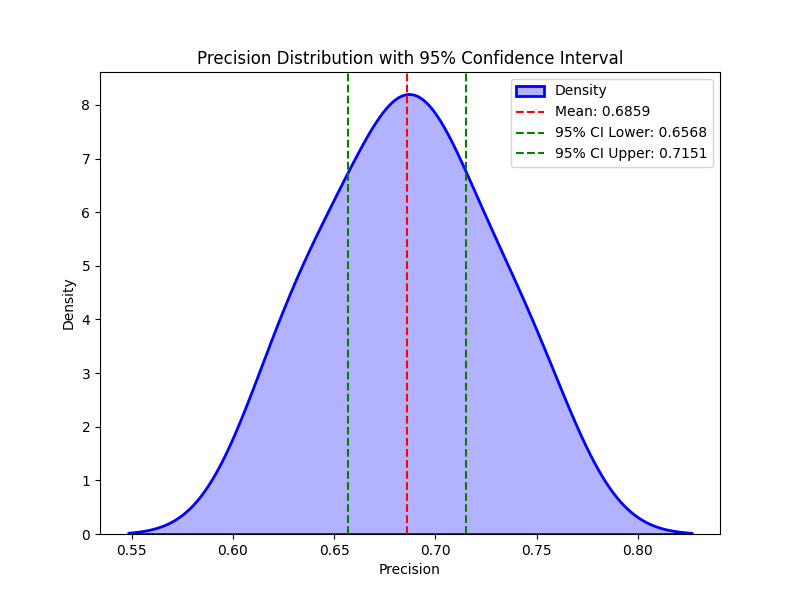 Precision Distribution with 95% Confidence Interval
Density
Mean: 0.6859
95% CI Lower: 0.6568
95% CI Upper: 0.7151
8
7
6
5
4
3
2
1
0
Density
0.55 0.60 0.65 0.70 0.75 0.80
Precision